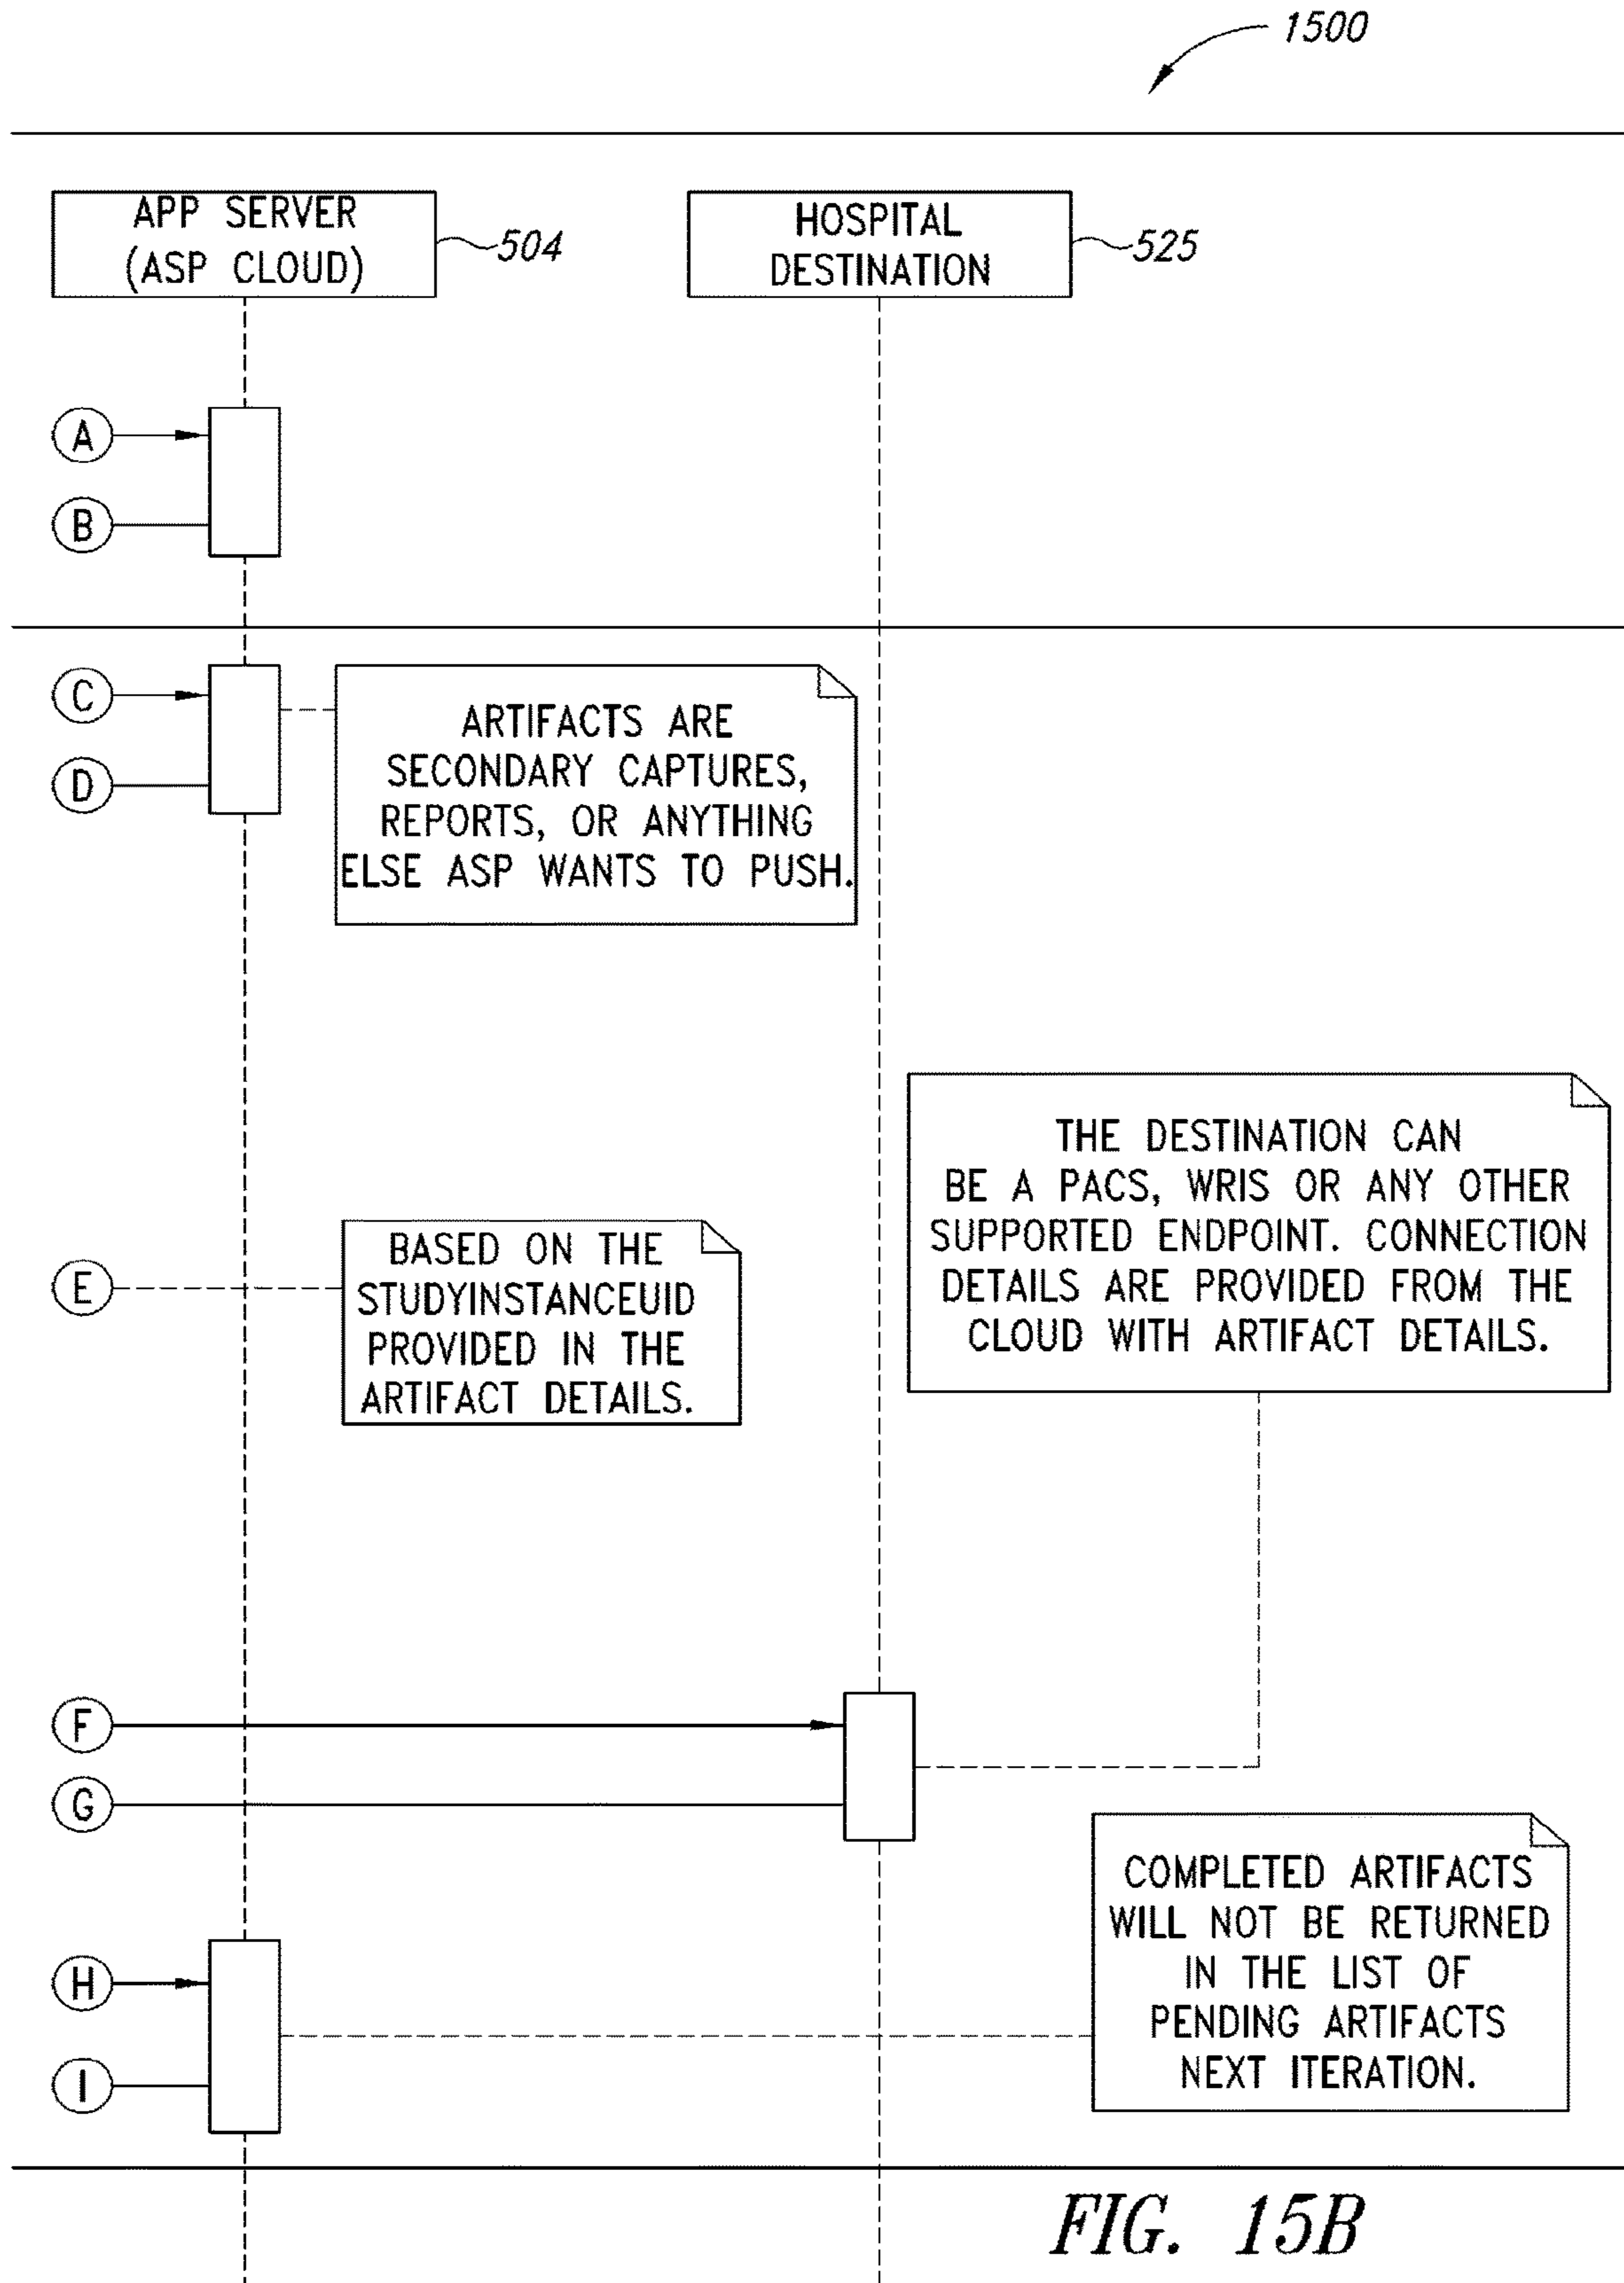 1500
APP SERVER
(ASP CLOUD)
504
HOSPITAL
DESTINATION
525
A
B
C
D
ARTIFACTS ARE
SECONDARY CAPTURES,
REPORTS, OR ANYTHING
ELSE ASP WANTS TO PUSH.
THE DESTINATION CAN
BE A PACS, WRIS OR ANY OTHER
SUPPORTED ENDPOINT. CONNECTION
DETAILS ARE PROVIDED FROM THE
CLOUD WITH ARTIFACT DETAILS.
E
BASED ON THE
STUDYINSTANCEUID
PROVIDED IN THE
ARTIFACT DETAILS.
F
G
H
I
COMPLETED ARTIFACTS
WILL NOT BE RETURNED
IN THE LIST OF
PENDING ARTIFACTS
NEXT ITERATION.
FIG. 15B